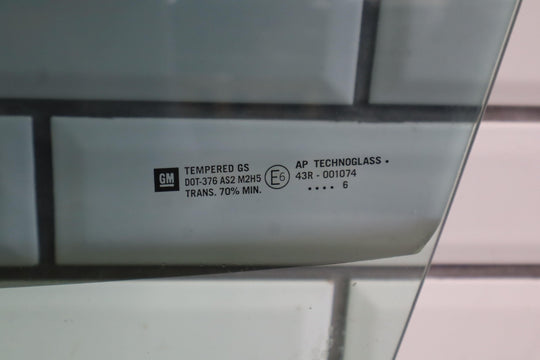 GM
TEMPERED GS
DOT-376 AS2 M2H5
TRANS. 70% MIN.
E6
AP TECHNOGLASS •
43R - 001074
•••• 6